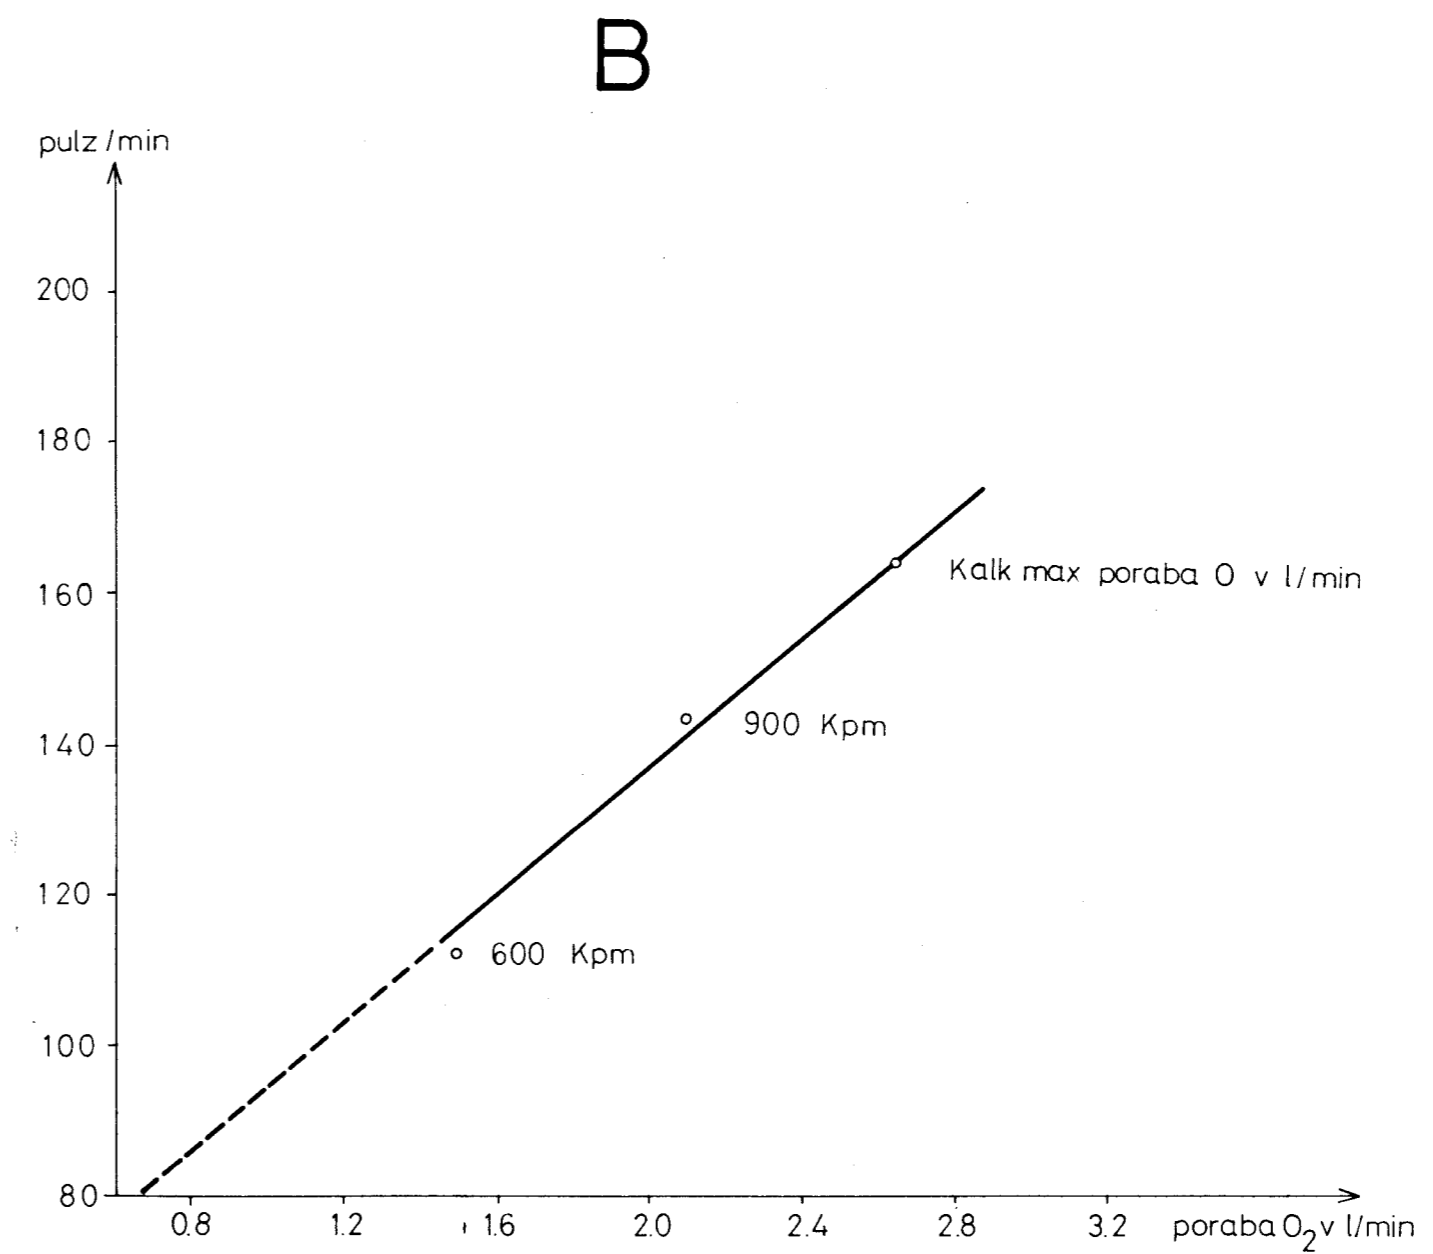 B
pulz/min
200
180
160
140
120
100
80
Kalk max poraba O v l/min
900 Kpm
600 Kpm
0.8 1.2 1.6 2.0 2.4 2.8 3.2 poraba O₂ v l/min